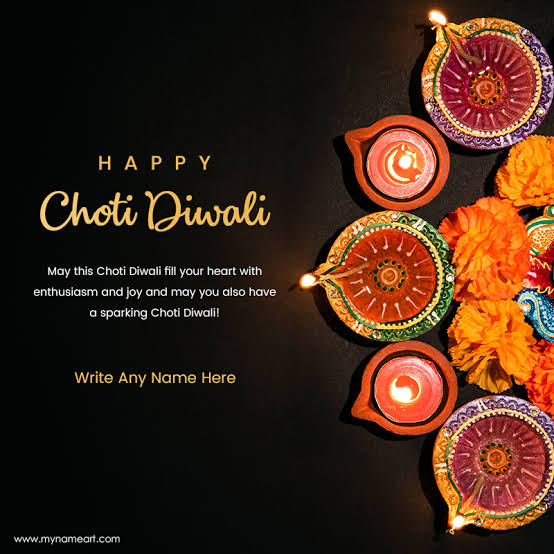 HAPPY
Choti Diwali
May this Choti Diwali fill your heart with
enthusiasm and joy and may you also have
a sparking Choti Diwali!
Write Any Name Here
www.mynameart.com